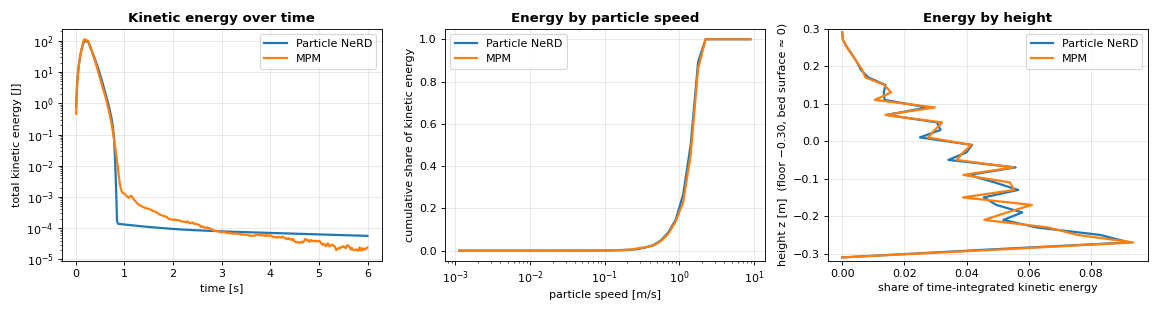 Kinetic energy over time
total kinetic energy [J]
10²
10¹
10⁰
10⁻¹
10⁻²
10⁻³
10⁻⁴
10⁻⁵
Particle NeRD
MPM
0
1
2
3
4
5
6
time [s]
Energy by particle speed
cumulative share of kinetic energy
1.0
0.8
0.6
0.4
0.2
0.0
Particle NeRD
MPM
10⁻³
10⁻²
10⁻¹
10⁰
10¹
particle speed [m/s]
Energy by height
height z [m] (floor −0.30, bed surface ≈ 0)
0.3
0.2
0.1
0.0
−0.1
−0.2
−0.3
Particle NeRD
MPM
0.00
0.02
0.04
0.06
0.08
share of time-integrated kinetic energy